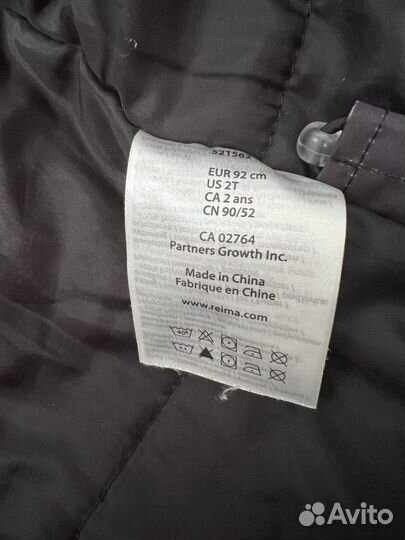 521562
EUR 92 cm
US 2T
CA 2 ans
CN 90/52
CA 02764
Partners Growth Inc.
Made in China
Fabrique en Chine
www.reima.com
40°
Avito